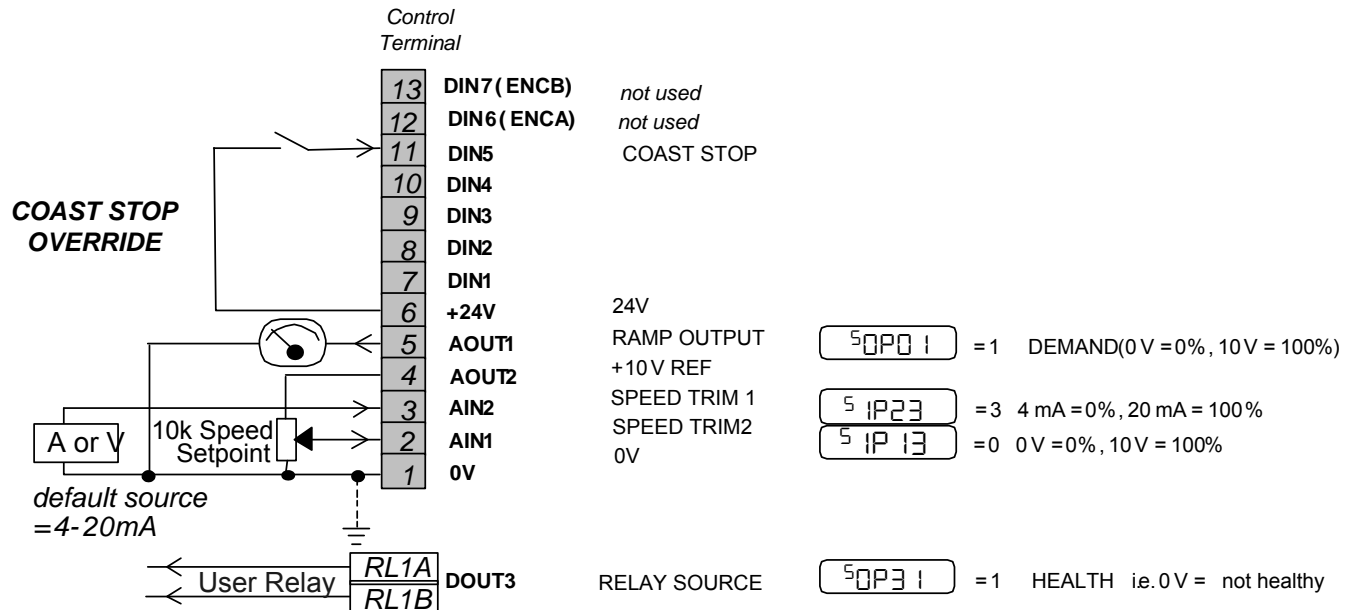 Control
Terminal
13 DIN7 ( ENCB) not used
12 DIN6 ( ENCA) not used
11 DIN5 COAST STOP
10 DIN4
COAST STOP
OVERRIDE
9 DIN3
8 DIN2
7 DIN1
6 +24V 24V
5 AOUT1 RAMP OUTPUT SOP01 =1 DEMAND(0 V =0% , 10 V = 100%)
4 AOUT2 +10 V REF
3 AIN2 SPEED TRIM 1 S IP23 =3 4 mA =0%, 20 mA = 100%
A or V
10k Speed
Setpoint
2 AIN1 SPEED TRIM2 S IP 13 =0 0 V =0% , 10 V = 100%
1 0V 0V
default source
=4-20mA
User Relay
RL1A
RL1B
DOUT3 RELAY SOURCE SOP31 =1 HEALTH i.e. 0 V = not healthy